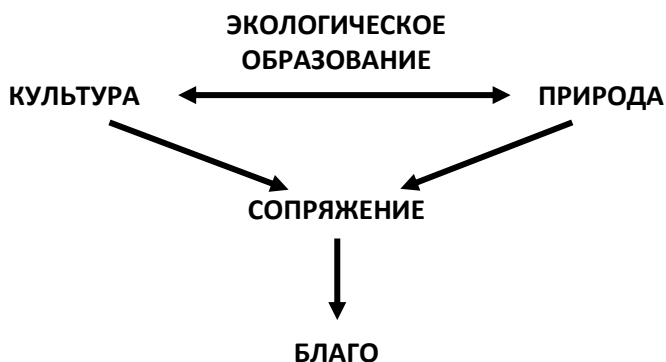 ЭКОЛОГИЧЕСКОЕ
ОБРАЗОВАНИЕ
КУЛЬТУРА
ПРИРОДА
СОПРЯЖЕНИЕ
БЛАГО